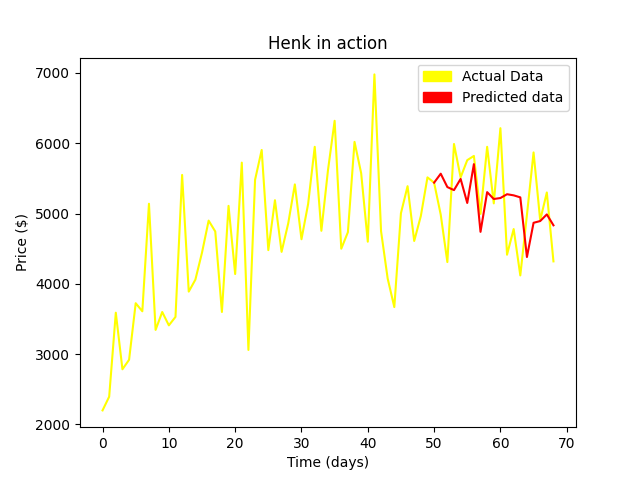 Henk in action
Actual Data
Predicted data
7000
6000
5000
4000
3000
2000
Price ($)
0 10 20 30 40 50 60 70
Time (days)